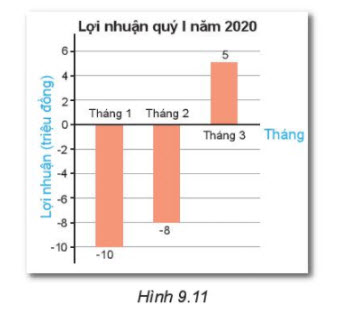 Lợi nhuận quý I năm 2020
Lợi nhuận (triệu đồng)
6
4
2
0
-2
-4
-6
-8
-10
5
Tháng 1 Tháng 2
Tháng 3
Tháng
-8
-10
Hình 9.11